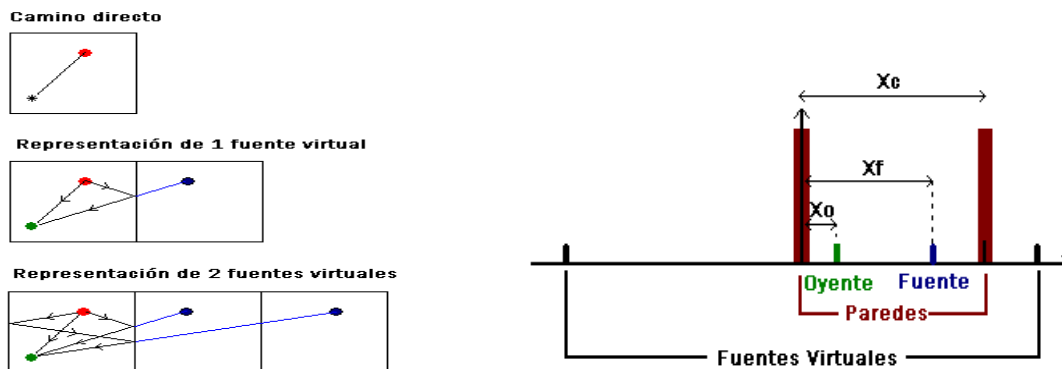 Camino directo
Representación de 1 fuente virtual
Representación de 2 fuentes virtuales
Xc
Xf
Xo
Oyente Fuente
Paredes
Fuentes Virtuales